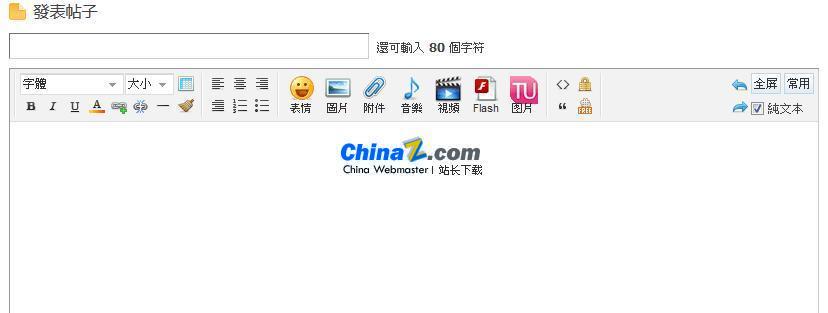 發表帖子
還可輸入 80 個字符
字體 大小 全屏 常用
B I U A 表情 圖片 附件 音樂 視頻 Flash TU 图片 純文本
ChinaZ.com
China Webmaster | 站长下载